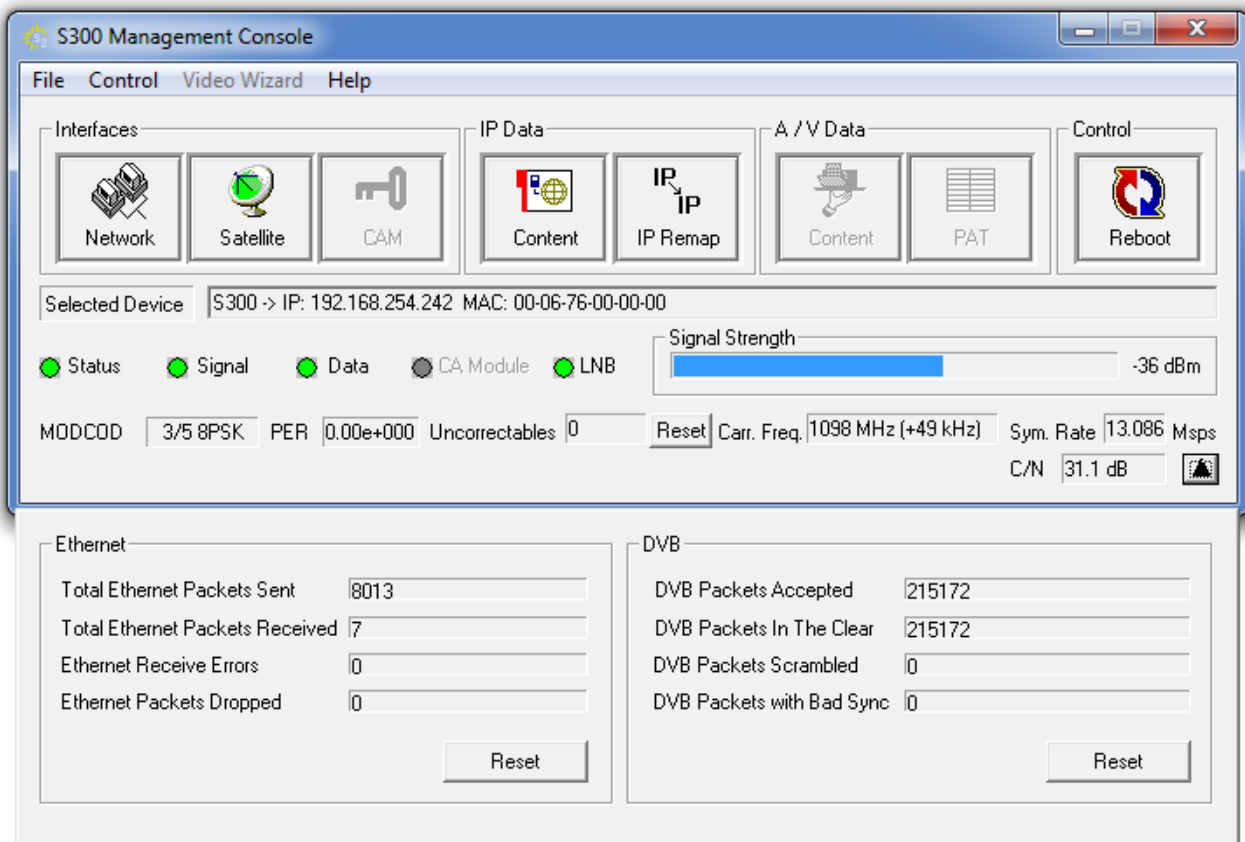 S300 Management Console
File Control Video Wizard Help
Interfaces IP Data A / V Data Control
IP IP
Network Satellite CAM Content IP Remap Content PAT Reboot
Selected Device S300 -> IP: 192.168.254.242 MAC: 00-06-76-00-00-00
Signal Strength
Status Signal Data CA Module LNB -36 dBm
MODCOD 3/5 8PSK PER 0.00e+000 Uncorrectables 0 Reset Carr. Freq. 1098 MHz (+49 kHz) Sym. Rate 13.086 Msps
C/N 31.1 dB
Ethernet DVB
Total Ethernet Packets Sent 8013 DVB Packets Accepted 215172
Total Ethernet Packets Received 7 DVB Packets In The Clear 215172
Ethernet Receive Errors 0 DVB Packets Scrambled 0
Ethernet Packets Dropped 0 DVB Packets with Bad Sync 0
Reset Reset